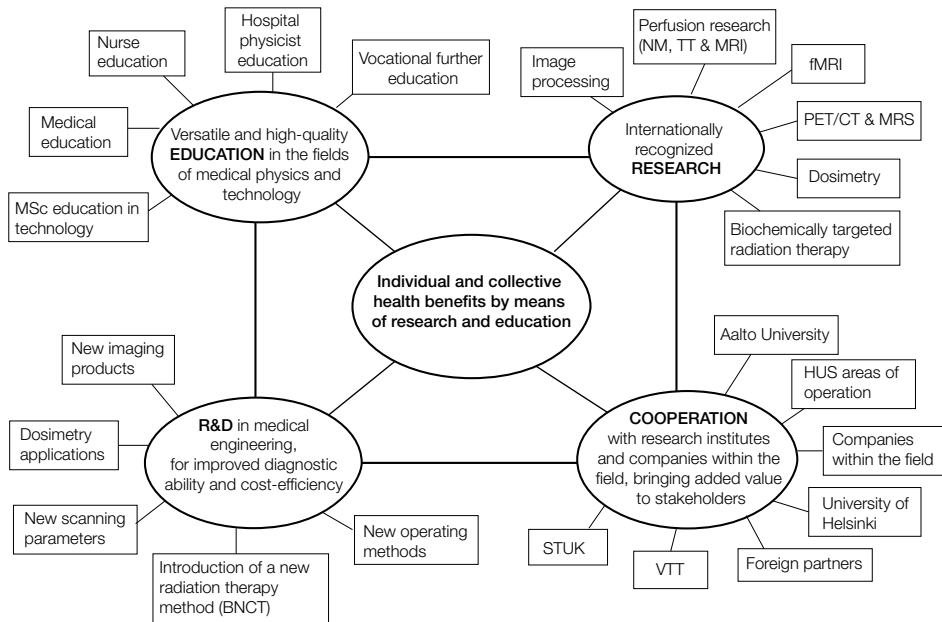 Hospital
physicist
education
Nurse
education
Vocational further
education
Medical
education
MSc education in
technology
Versatile and high-quality
EDUCATION in the fields
of medical physics and
technology
Perfusion research
(NM, TT & MRI)
Image
processing
fMRI
PET/CT & MRS
Dosimetry
Biochemically targeted
radiation therapy
Internationally
recognized
RESEARCH
Individual and collective
health benefits by means
of research and education
New imaging
products
Dosimetry
applications
New scanning
parameters
Introduction of a new
radiation therapy
method (BNCT)
New operating
methods
R&D in medical
engineering,
for improved diagnostic
ability and cost-efficiency
Aalto University
HUS areas of
operation
Companies
within the field
University of
Helsinki
Foreign partners
VTT
STUK
COOPERATION
with research institutes
and companies within the
field, bringing added value
to stakeholders